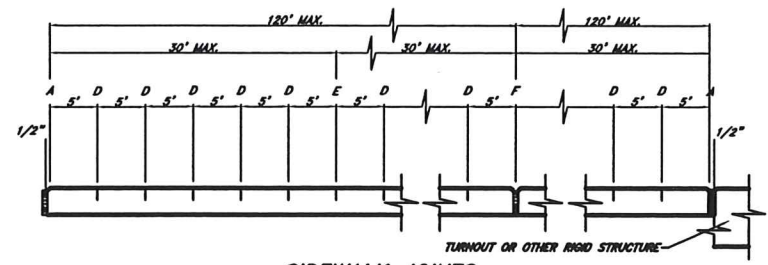 120' MAX. 120' MAX.
30' MAX. 30' MAX. 30' MAX.
A D D D D D E D D F D D A
5' 5' 5' 5' 5' 5' 5' 5' 5' 5'
1/2" 1/2"
TURNOUT OR OTHER RIGID STRUCTURE